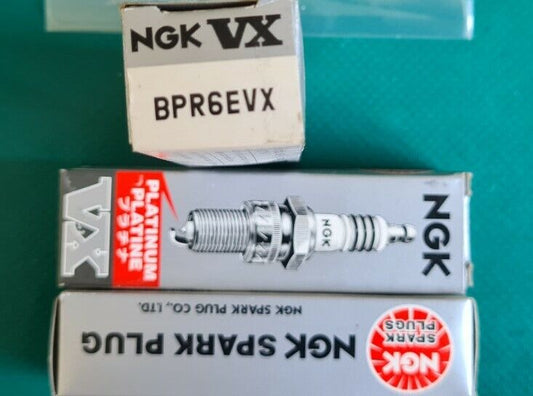 NGK VX
BPR6EVX
VX
PLATINUM
"PLATINE"
プラチナ
NGK
NGK
NGK SPARK PLUG CO., LTD.
NGK SPARK PLUG
NGK
SPARK
PLUGS